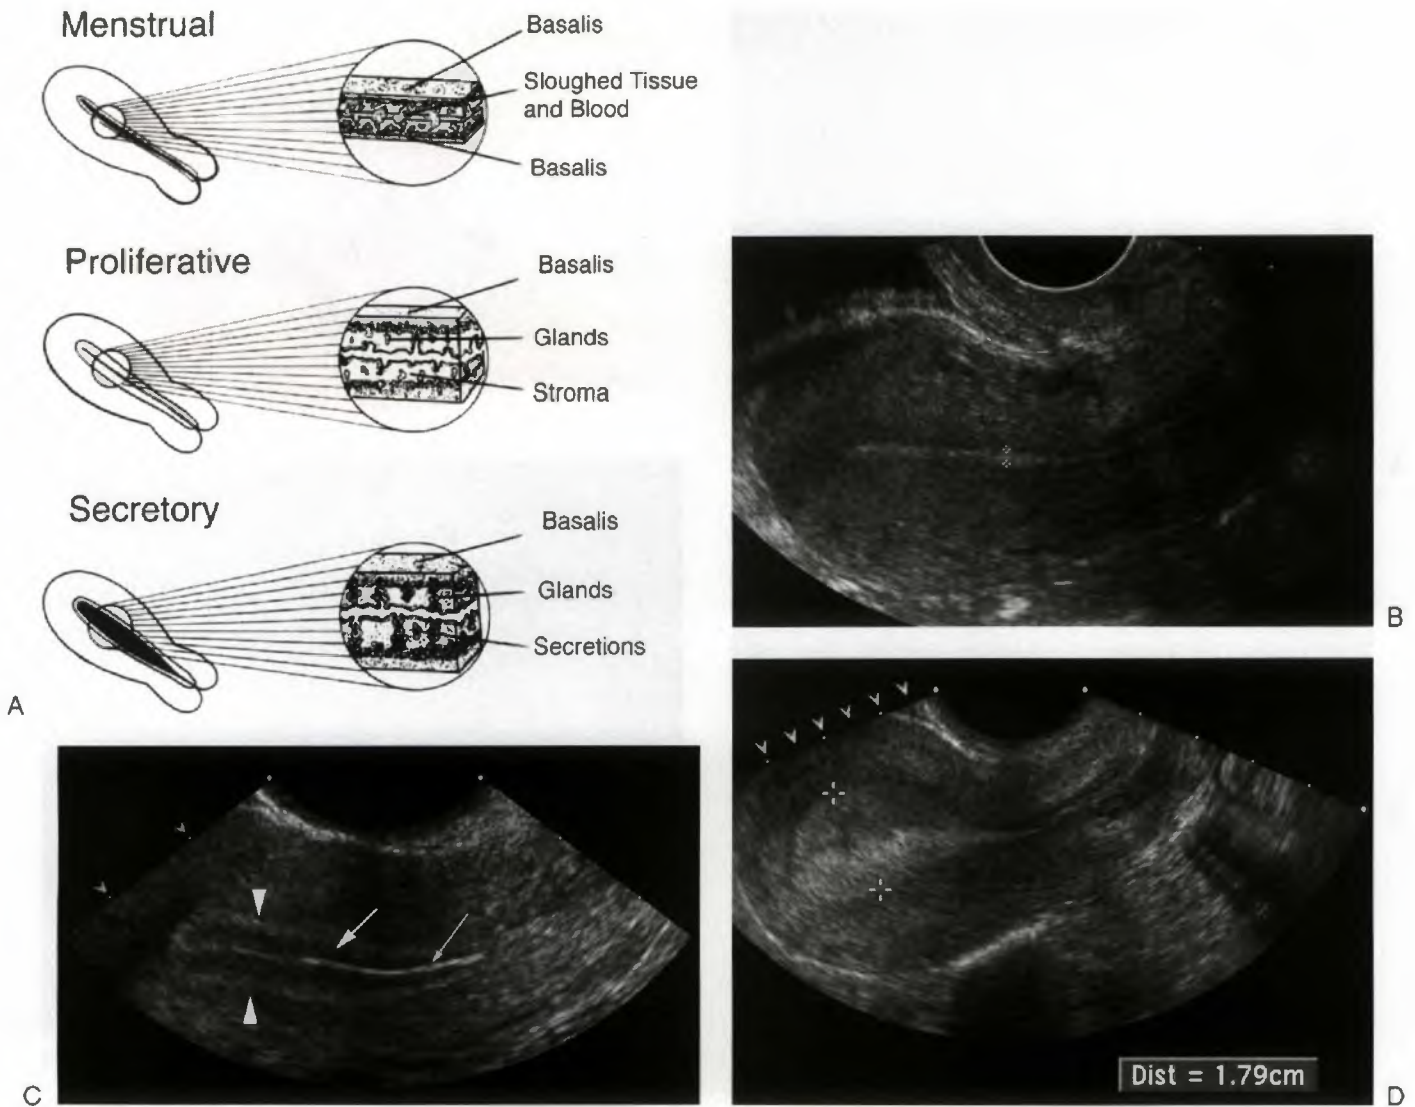 Menstrual
Basalis
Sloughed Tissue
and Blood
Basalis
Proliferative
Basalis
Glands
Stroma
Secretory
Basalis
Glands
Secretions
A
B
C
Dist = 1.79cm
D